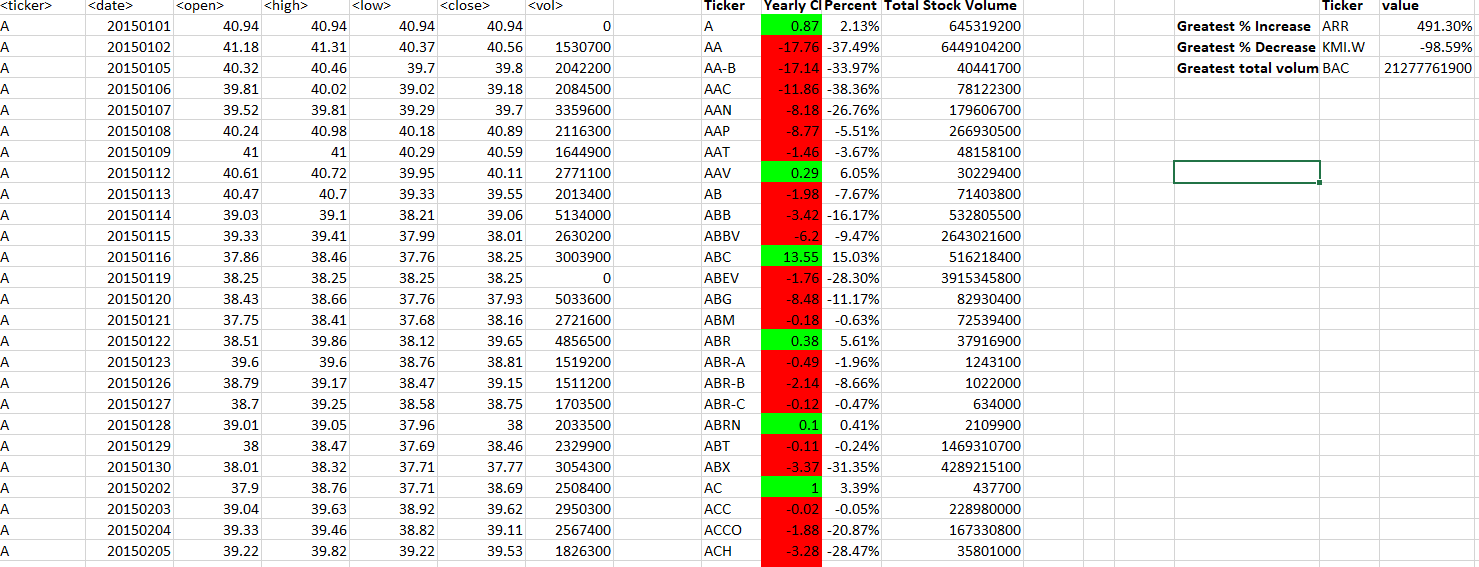 <ticker> <date> <open> <high> <low> <close> <vol> Ticker Yearly Cl Percent Total Stock Volume Ticker value
A 20150101 40.94 40.94 40.94 40.94 0 A 0.87 2.13% 645319200 Greatest % Increase ARR 491.30%
A 20150102 41.18 41.31 40.37 40.56 1530700 AA -17.76 -37.49% 6449104200 Greatest % Decrease KMI.W -98.59%
A 20150105 40.32 40.46 39.7 39.8 2042200 AA-B -17.14 -33.97% 40441700 Greatest total volum BAC 21277761900
A 20150106 39.81 40.02 39.02 39.18 2084500 AAC -11.86 -38.36% 78122300
A 20150107 39.52 39.81 39.29 39.7 3359600 AAN -8.18 -26.76% 179606700
A 20150108 40.24 40.98 40.18 40.89 2116300 AAP -8.77 -5.51% 266930500
A 20150109 41 41 40.29 40.59 1644900 AAT -1.46 -3.67% 48158100
A 20150112 40.61 40.72 39.95 40.11 2771100 AAV 0.29 6.05% 30229400
A 20150113 40.47 40.7 39.33 39.55 2013400 AB -1.98 -7.67% 71403800
A 20150114 39.03 39.1 38.21 39.06 5134000 ABB -3.42 -16.17% 532805500
A 20150115 39.33 39.41 37.99 38.01 2630200 ABBV -6.2 -9.47% 2643021600
A 20150116 37.86 38.46 37.76 38.25 3003900 ABC 13.55 15.03% 516218400
A 20150119 38.25 38.25 38.25 38.25 0 ABEV -1.76 -28.30% 3915345800
A 20150120 38.43 38.66 37.76 37.93 5033600 ABG -8.48 -11.17% 82930400
A 20150121 37.75 38.41 37.68 38.16 2721600 ABM -0.18 -0.63% 72539400
A 20150122 38.51 39.86 38.12 39.65 4856500 ABR 0.38 5.61% 37916900
A 20150123 39.6 39.6 38.76 38.81 1519200 ABR-A -0.49 -1.96% 1243100
A 20150126 38.79 39.17 38.47 39.15 1511200 ABR-B -2.14 -8.66% 1022000
A 20150127 38.7 39.25 38.58 38.75 1703500 ABR-C -0.12 -0.47% 634000
A 20150128 39.01 39.05 37.96 38 2033500 ABRN 0.1 0.41% 2109900
A 20150129 38 38.47 37.69 38.46 2329900 ABT -0.11 -0.24% 1469310700
A 20150130 38.01 38.32 37.71 37.77 3054300 ABX -3.37 -31.35% 4289215100
A 20150202 37.9 38.76 37.71 38.69 2508400 AC 1 3.39% 437700
A 20150203 39.04 39.63 38.92 39.62 2950300 ACC -0.02 -0.05% 228980000
A 20150204 39.33 39.46 38.82 39.11 2567400 ACCO -1.88 -20.87% 167330800
A 20150205 39.22 39.82 39.22 39.53 1826300 ACH -3.28 -28.47% 35801000